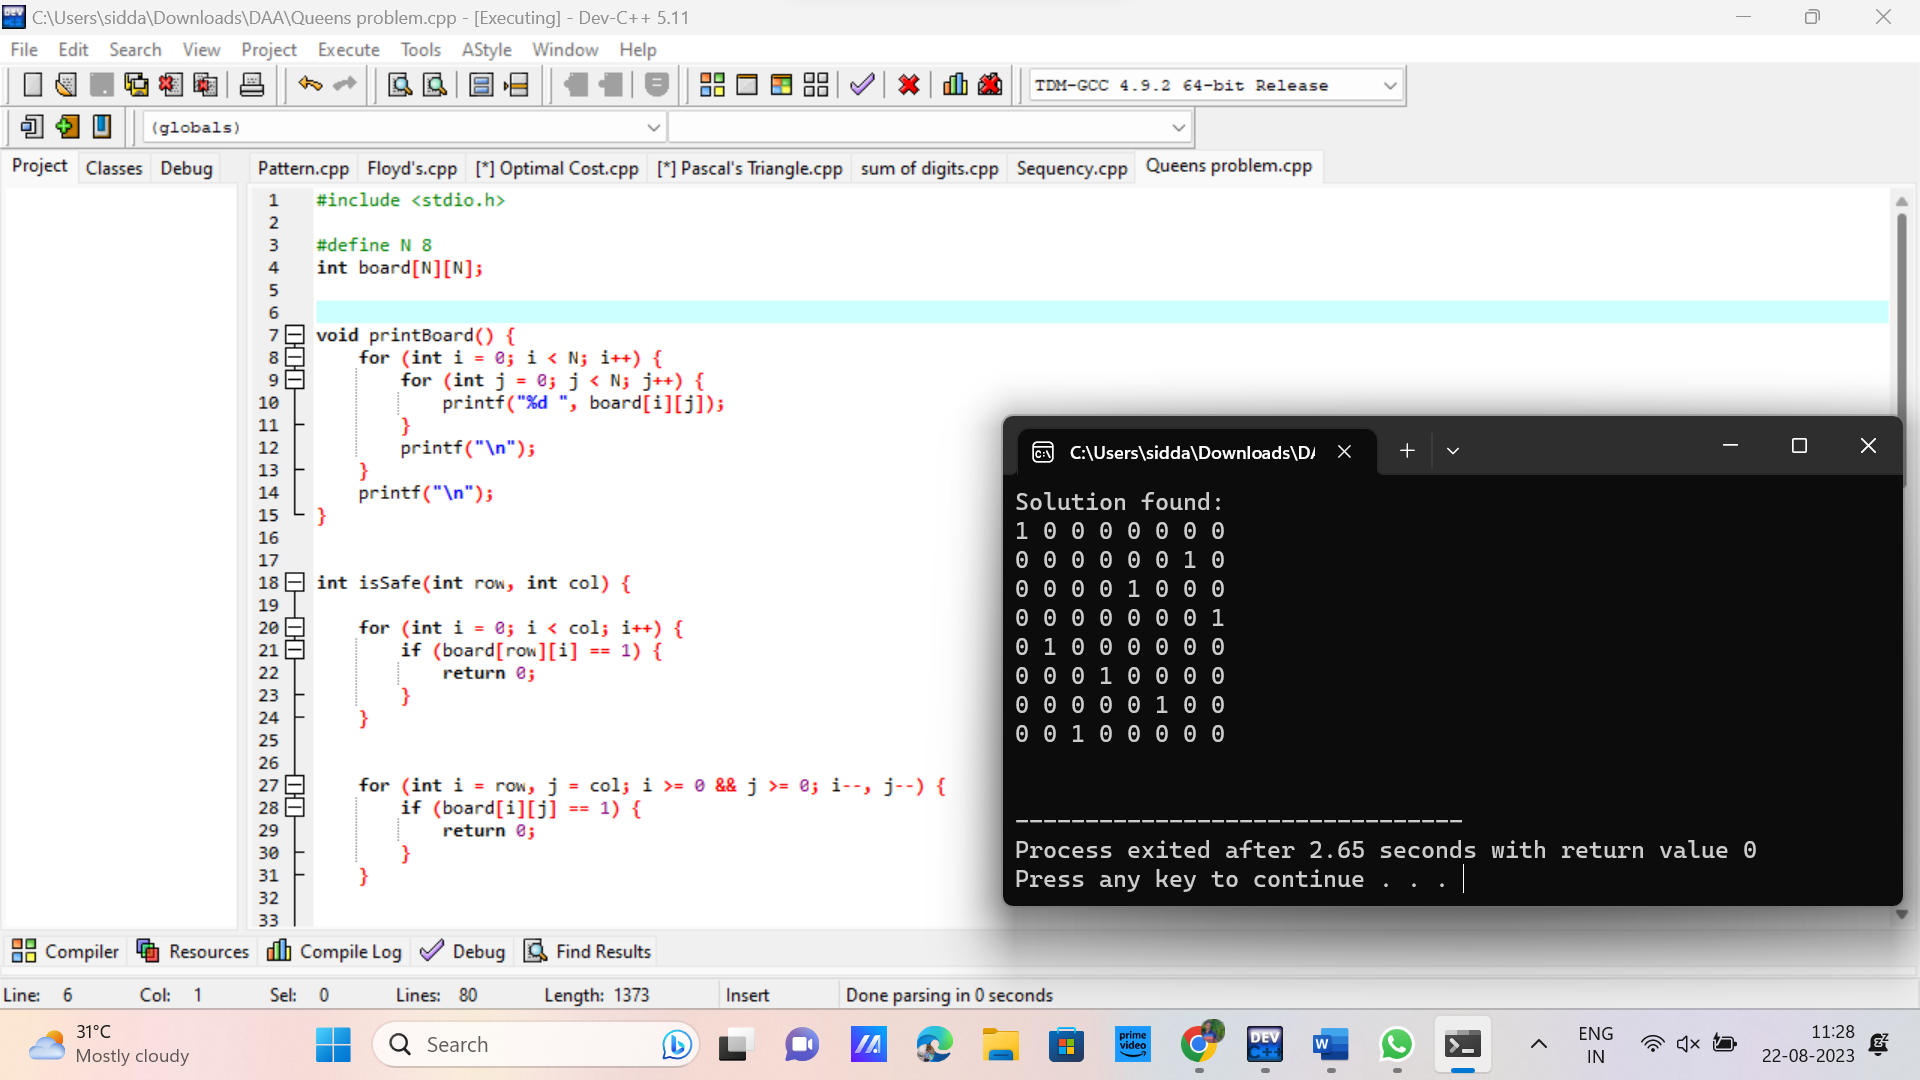 C:\Users\sidda\Downloads\DAA\Queens problem.cpp - [Executing] - Dev-C++ 5.11
File Edit Search View Project Execute Tools AStyle Window Help
TDM-GCC 4.9.2 64-bit Release
(globals)
Project Classes Debug
Pattern.cpp Floyd's.cpp [*] Optimal Cost.cpp [*] Pascal's Triangle.cpp sum of digits.cpp Sequency.cpp Queens problem.cpp
1 #include <stdio.h>
2
3 #define N 8
4 int board[N][N];
5
6
7 void printBoard() {
8 for (int i = 0; i < N; i++) {
9 for (int j = 0; j < N; j++) {
10 printf("%d ", board[i][j]);
11 }
12 printf("\n");
13 }
14 printf("\n");
15 }
16
17
18 int isSafe(int row, int col) {
19
20 for (int i = 0; i < col; i++) {
21 if (board[row][i] == 1) {
22 return 0;
23 }
24 }
25
26
27 for (int i = row, j = col; i >= 0 && j >= 0; i--, j--) {
28 if (board[i][j] == 1) {
29 return 0;
30 }
31 }
32
33
C:\Users\sidda\Downloads\DA
Solution found:
1 0 0 0 0 0 0 0
0 0 0 0 0 0 1 0
0 0 0 0 1 0 0 0
0 0 0 0 0 0 0 1
0 1 0 0 0 0 0 0
0 0 0 1 0 0 0 0
0 0 0 0 0 1 0 0
0 0 1 0 0 0 0 0
--------------------------------
Process exited after 2.65 seconds with return value 0
Press any key to continue . . .
Compiler Resources Compile Log Debug Find Results
Line: 6 Col: 1 Sel: 0 Lines: 80 Length: 1373 Insert Done parsing in 0 seconds
31°C
Mostly cloudy
Search
prime video
DEV C++
W
ENG
IN
11:28
22-08-2023